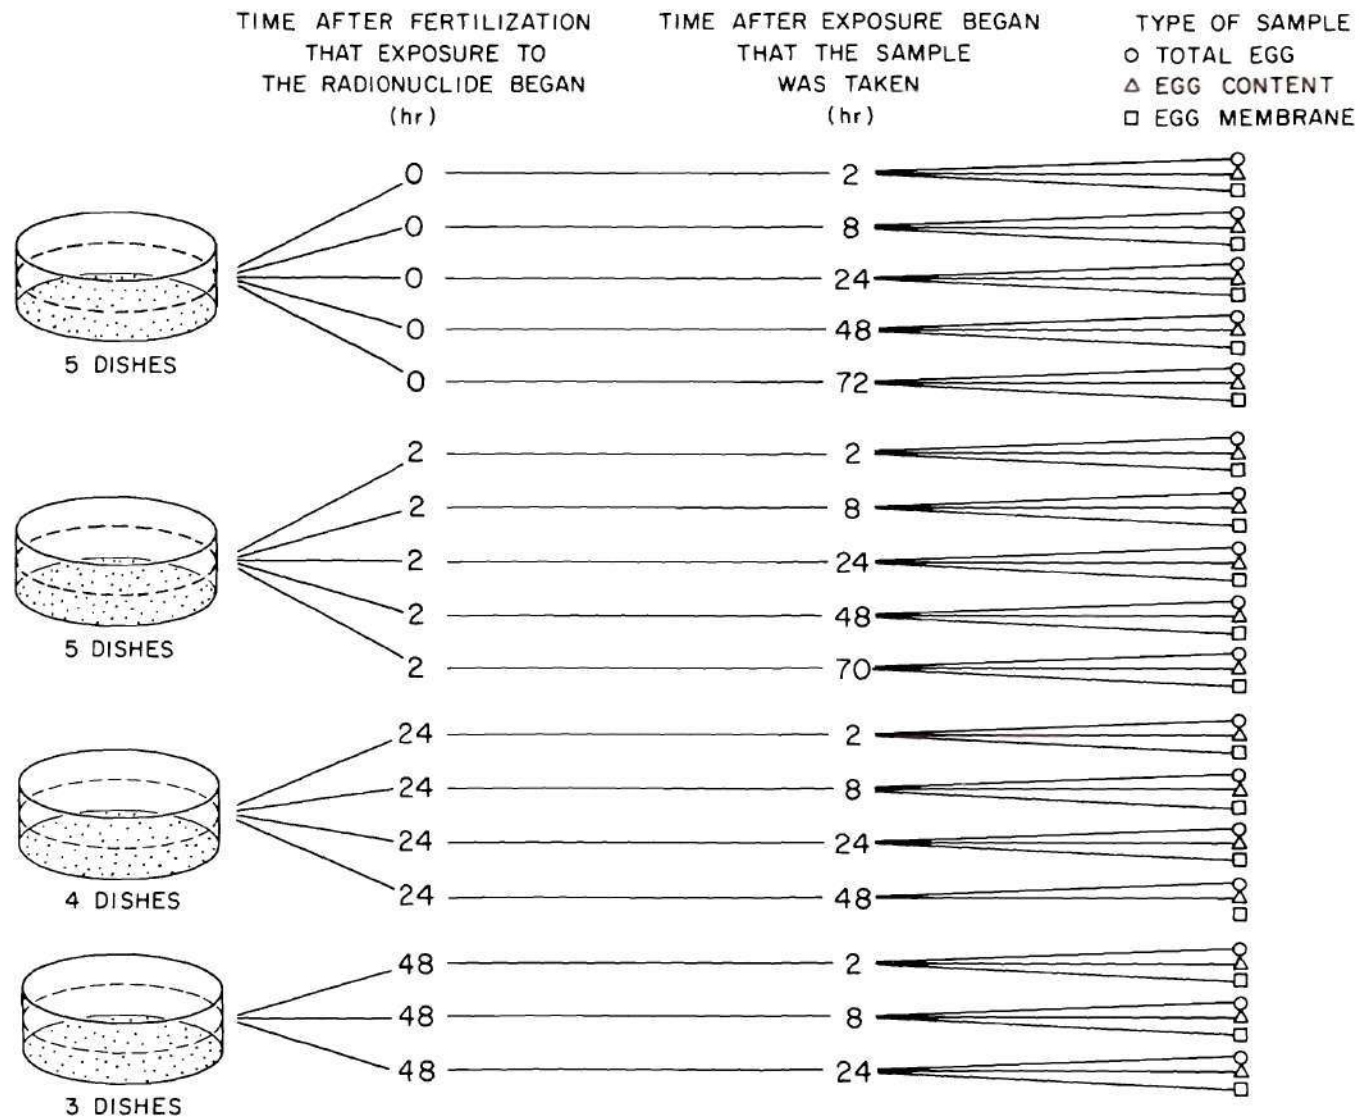 TIME AFTER FERTILIZATION
THAT EXPOSURE TO
THE RADIONUCLIDE BEGAN
(hr)
TIME AFTER EXPOSURE BEGAN
THAT THE SAMPLE
WAS TAKEN
(hr)
TYPE OF SAMPLE
TOTAL EGG
EGG CONTENT
EGG MEMBRANE
0 2
0 8
0 24
0 48
0 72
5 DISHES
2 2
2 8
2 24
2 48
2 70
5 DISHES
24 2
24 8
24 24
24 48
4 DISHES
48 2
48 8
48 24
3 DISHES